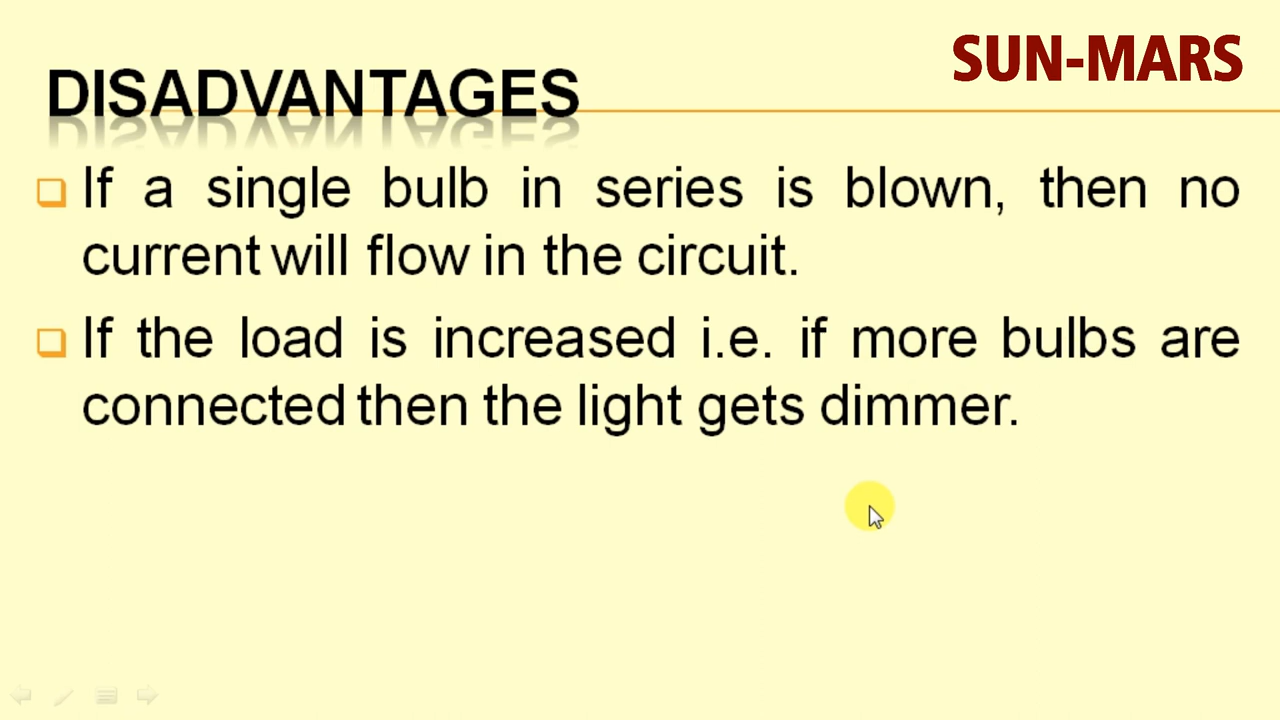 SUN-MARS
DISADVANTAGES
If a single bulb in series is blown, then no
current will flow in the circuit.
If the load is increased i.e. if more bulbs are
connected then the light gets dimmer.